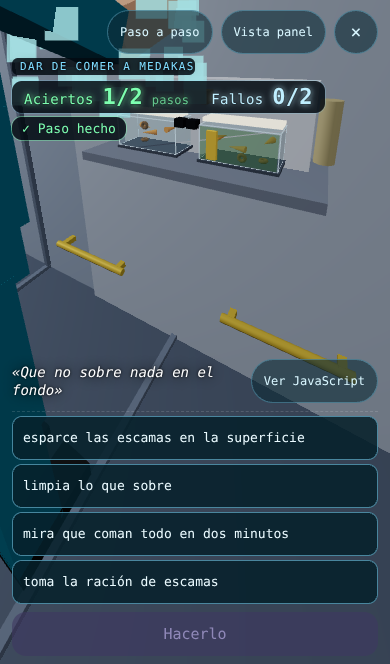 Paso a paso
Vista panel
×
DAR DE COMER A MEDAKAS
Aciertos 1/2 pasos Fallos 0/2
✓ Paso hecho
«Que no sobre nada en el
fondo»
Ver JavaScript
esparce las escamas en la superficie
limpia lo que sobre
mira que coman todo en dos minutos
toma la ración de escamas
Hacerlo